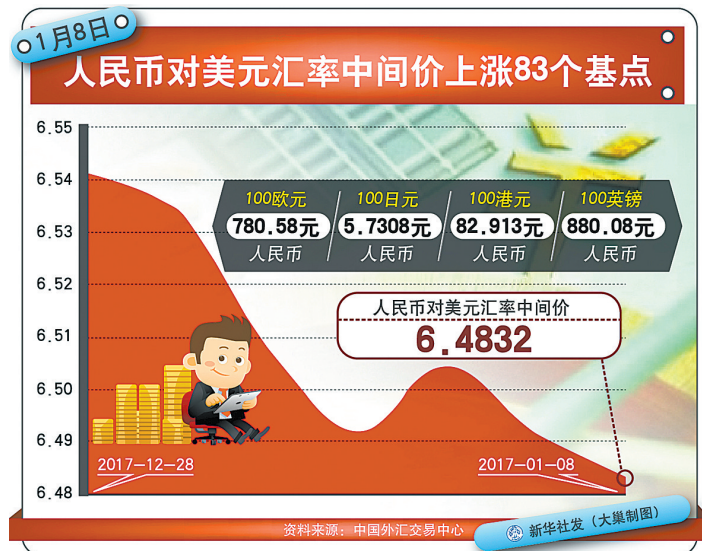 1月8日
人民币对美元汇率中间价上涨83个基点
6.55
6.54
6.53
6.52
6.51
6.50
6.49
6.48
100欧元 100日元 100港元 100英镑
780.58元 5.7308元 82.913元 880.08元
人民币 人民币 人民币 人民币
人民币对美元汇率中间价
6.4832
2017—12—28 2017—01—08
资料来源：中国外汇交易中心
新华社发（大巢制图）